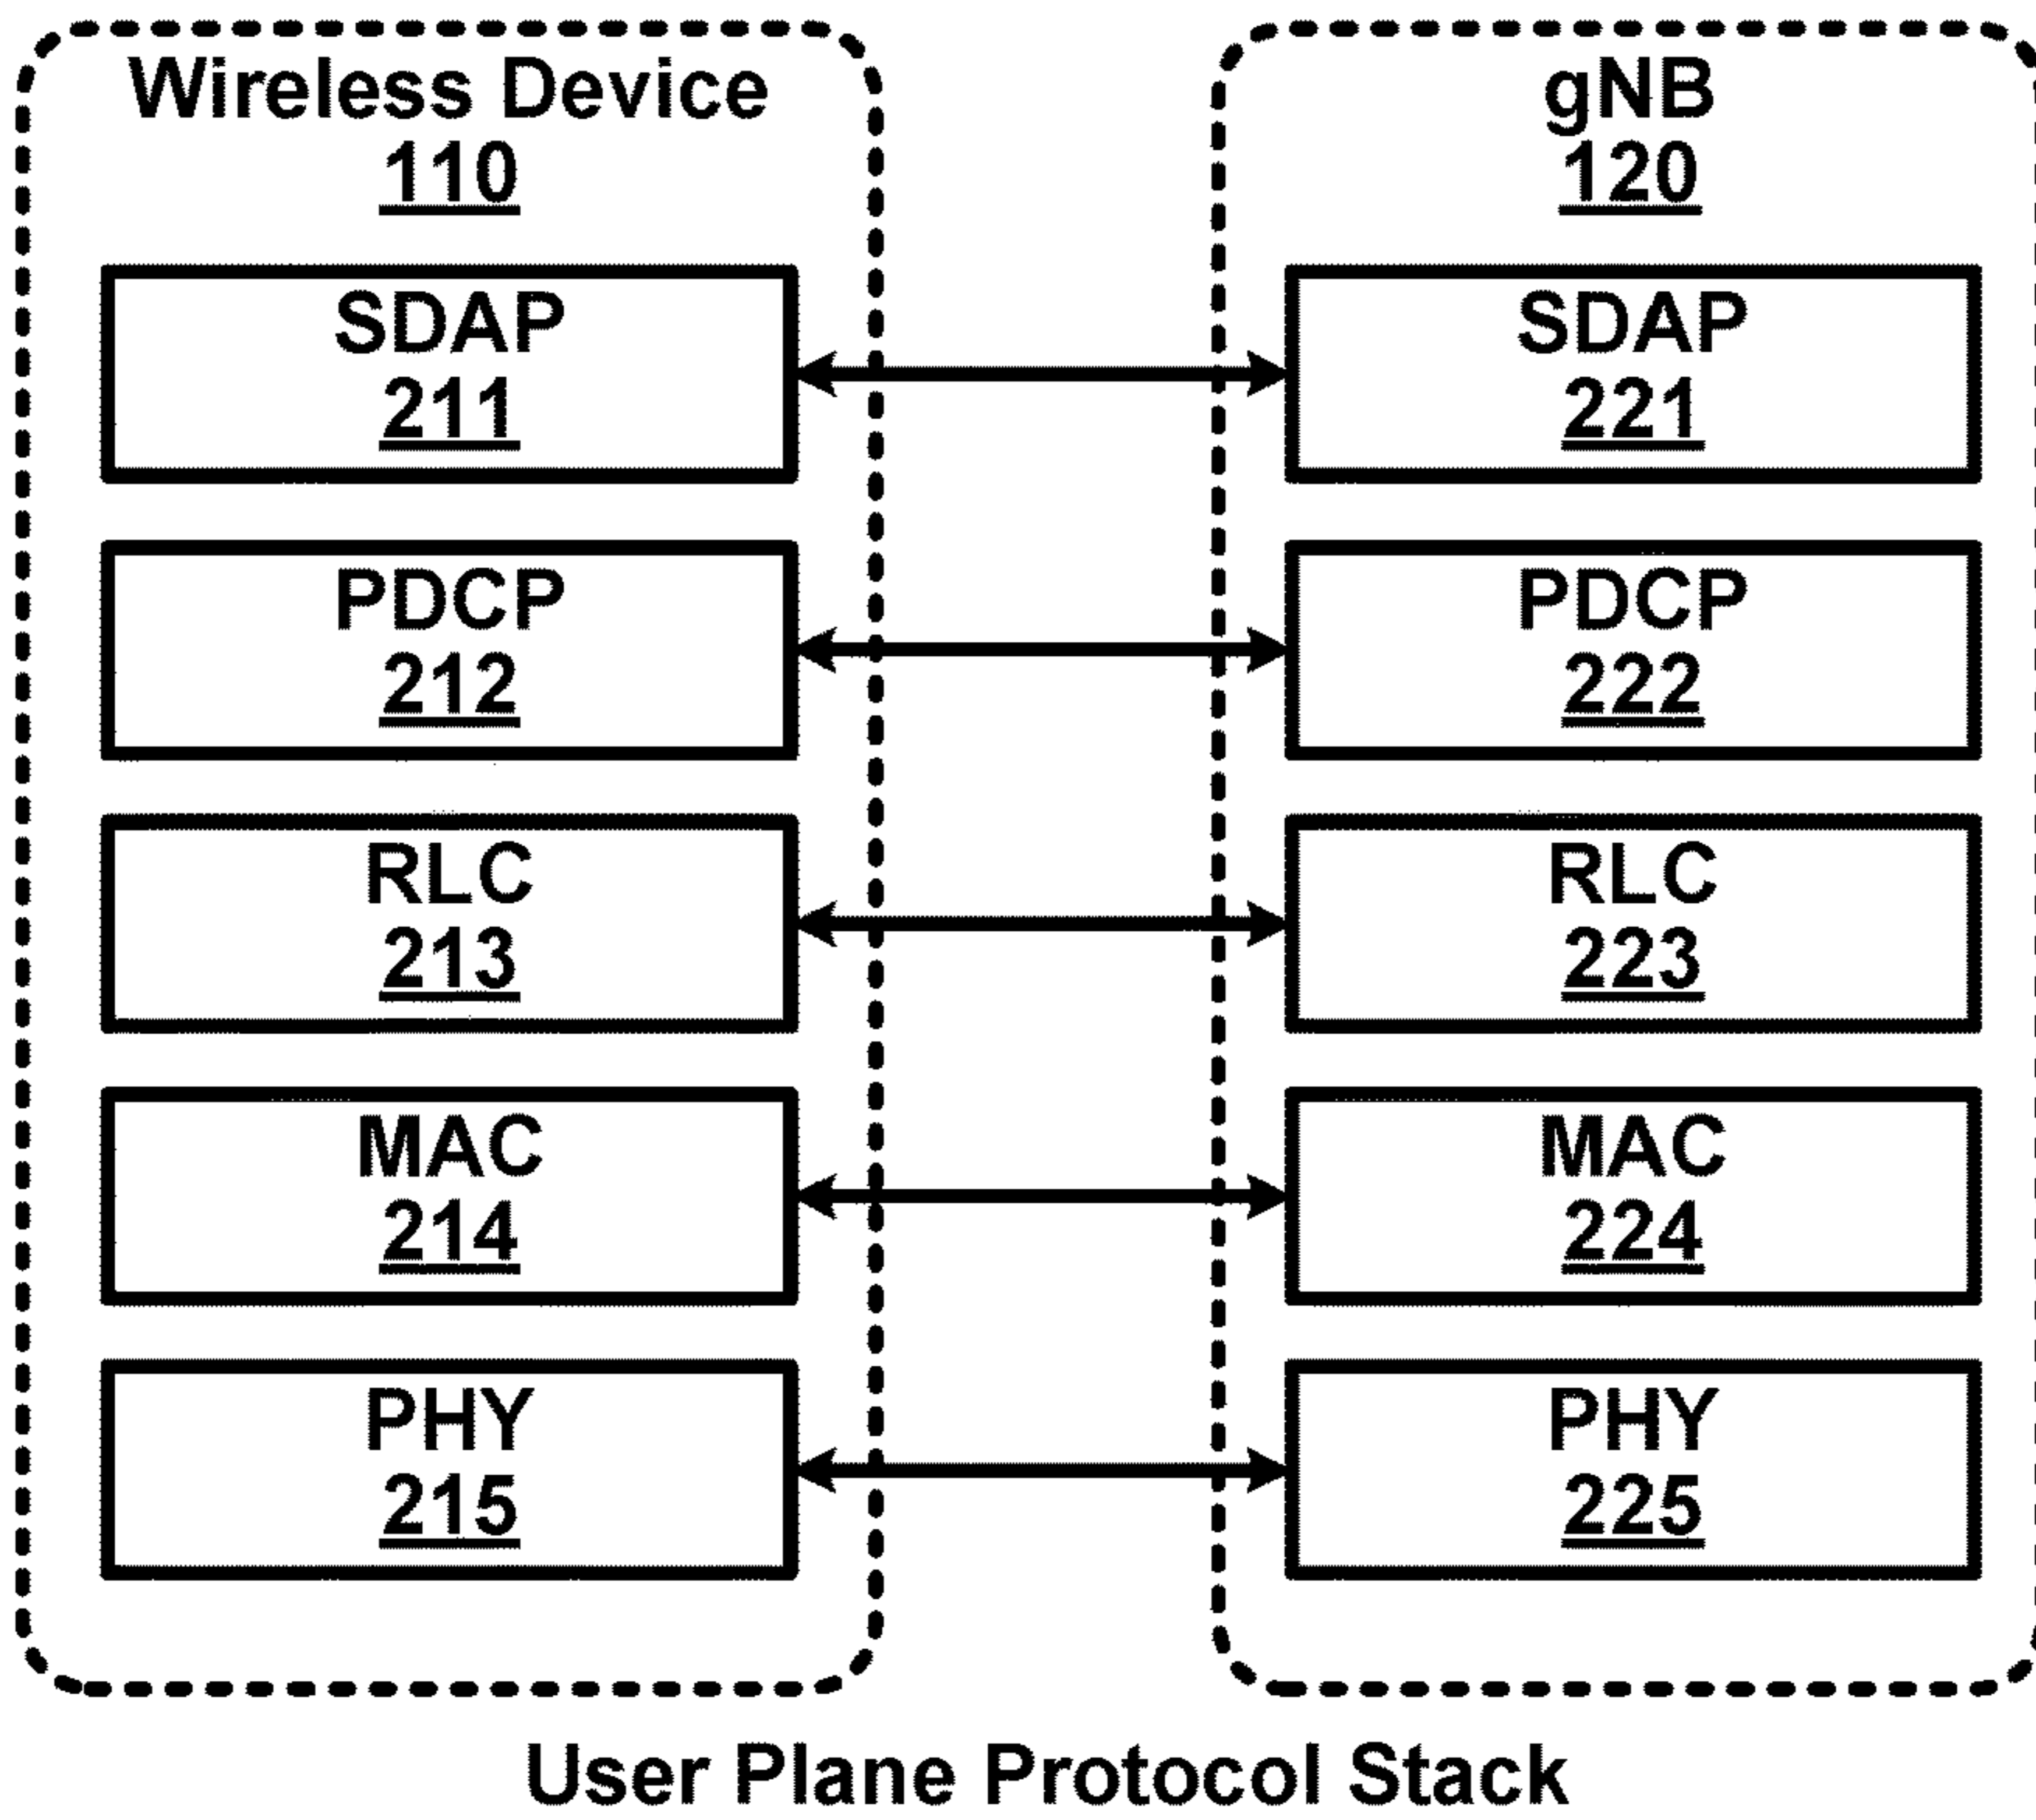 Wireless Device
110
SDAP
211
PDCP
212
RLC
213
MAC
214
PHY
215
gNB
120
SDAP
221
PDCP
222
RLC
223
MAC
224
PHY
225
User Plane Protocol Stack